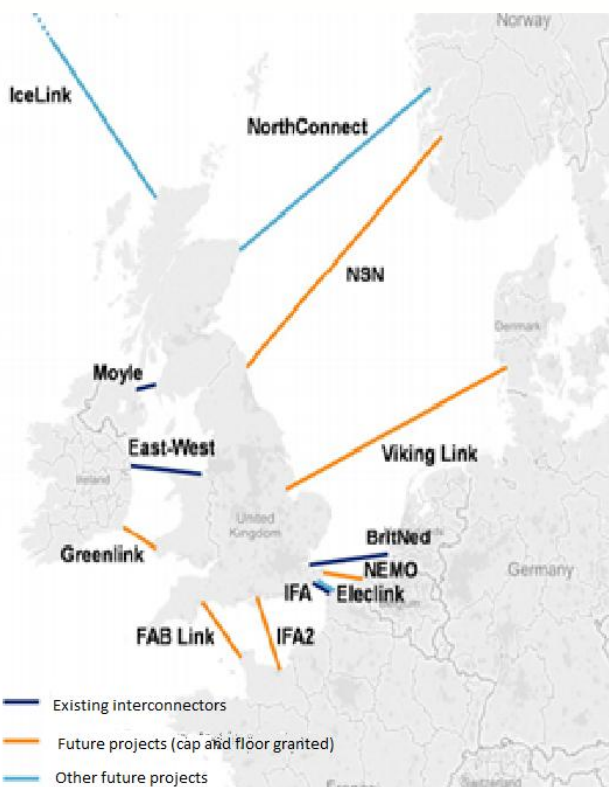 Norway
IceLink
NorthConnect
NSN
Denmark
Moyle
East-West
Ireland
Viking Link
United
Kingdom
BritNed
Greenlink
NEMO
Germany
IFA
Eleclink
FAB Link
IFA2
Existing interconnectors
Future projects (cap and floor granted)
Other future projects
Switzerland